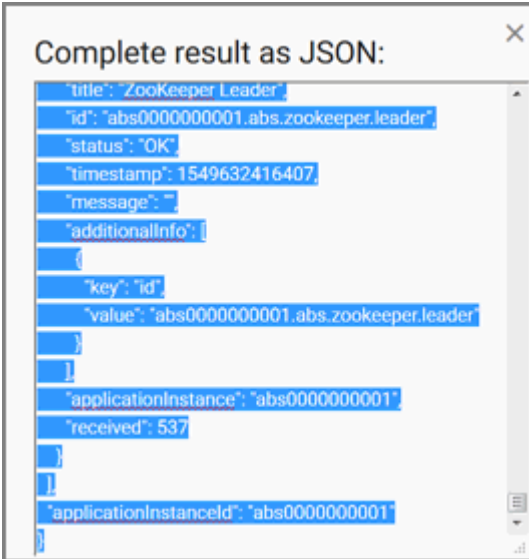 Complete result as JSON:
"title": "ZooKeeper Leader",
"id": "abs0000000001.abs.zookeeper.leader",
"status": "OK",
"timestamp": 1549632416407,
"message": "",
"additionalInfo": [
{
"key": "id",
"value": "abs0000000001.abs.zookeeper.leader"
}
],
"applicationInstance": "abs0000000001",
"received": 537
}
],
"applicationInstanceId": "abs0000000001"
}